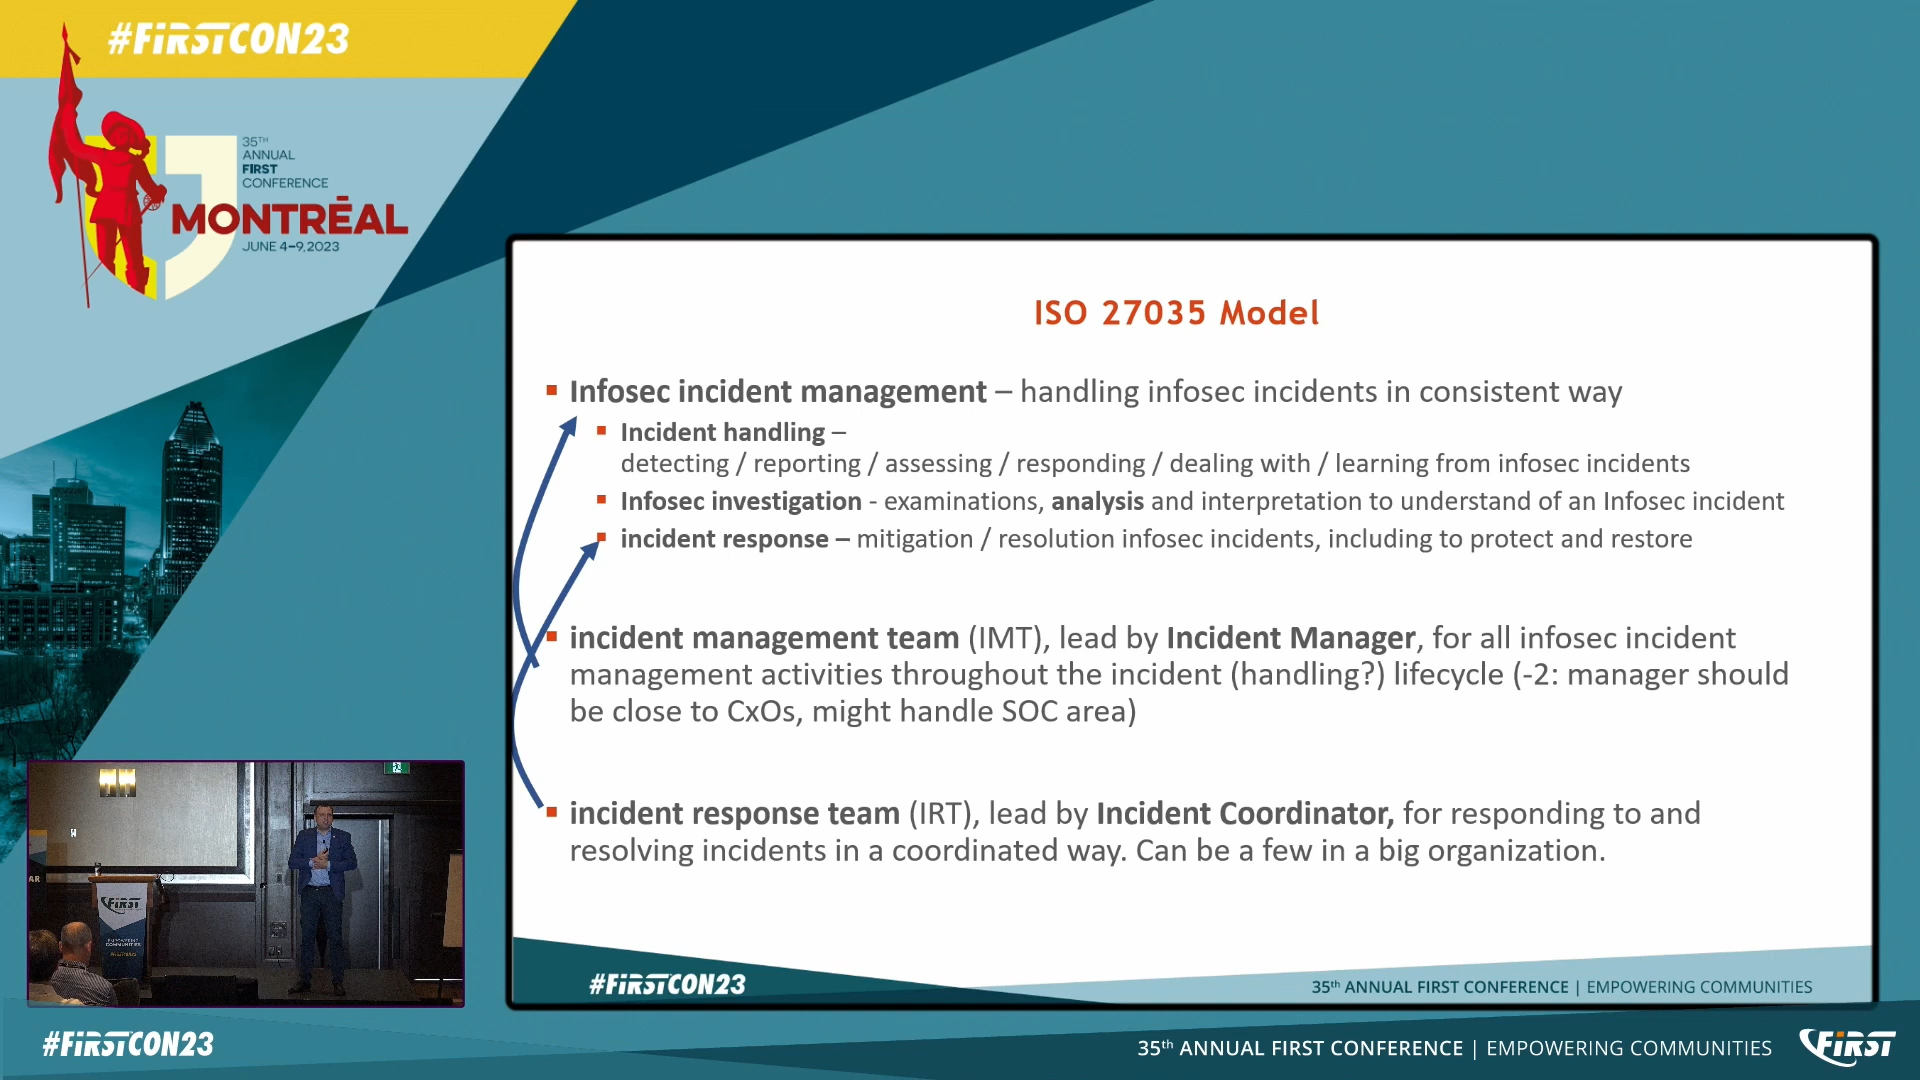 #FiRSTCON23
35TH
ANNUAL
FIRST
CONFERENCE
MONTRÉAL
JUNE 4–9, 2023
ISO 27035 Model
Infosec incident management – handling infosec incidents in consistent way
Incident handling –
detecting / reporting / assessing / responding / dealing with / learning from infosec incidents
Infosec investigation - examinations, analysis and interpretation to understand of an Infosec incident
incident response – mitigation / resolution infosec incidents, including to protect and restore
incident management team (IMT), lead by Incident Manager, for all infosec incident
management activities throughout the incident (handling?) lifecycle (-2: manager should
be close to CxOs, might handle SOC area)
incident response team (IRT), lead by Incident Coordinator, for responding to and
resolving incidents in a coordinated way. Can be a few in a big organization.
#FiRSTCON23
35th ANNUAL FIRST CONFERENCE | EMPOWERING COMMUNITIES
AR
FiRST
EMPOWERING
COMMUNITIES
#FiRSTCON23
35th ANNUAL FIRST CONFERENCE | EMPOWERING COMMUNITIES
FiRST